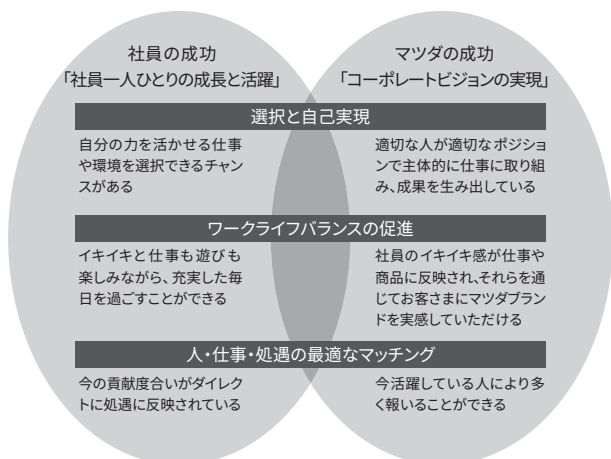 社員の成功
「社員一人ひとりの成長と活躍」
マツダの成功
「コーポレートビジョンの実現」
選択と自己実現
自分の力を活かせる仕事
や環境を選択できるチャン
スがある
適切な人が適切なポジショ
ンで主体的に仕事に取り組
み、成果を生み出している
ワークライフバランスの促進
イキイキと仕事も遊びも
楽しみながら、充実した毎
日を過ごすことができる
社員のイキイキ感が仕事や
商品に反映され、それらを通
じてお客さまにマツダブラン
ドを実感していただける
人・仕事・処遇の最適なマッチング
今の貢献度合いがダイレク
トに処遇に反映されている
今活躍している人により多
く報いることができる